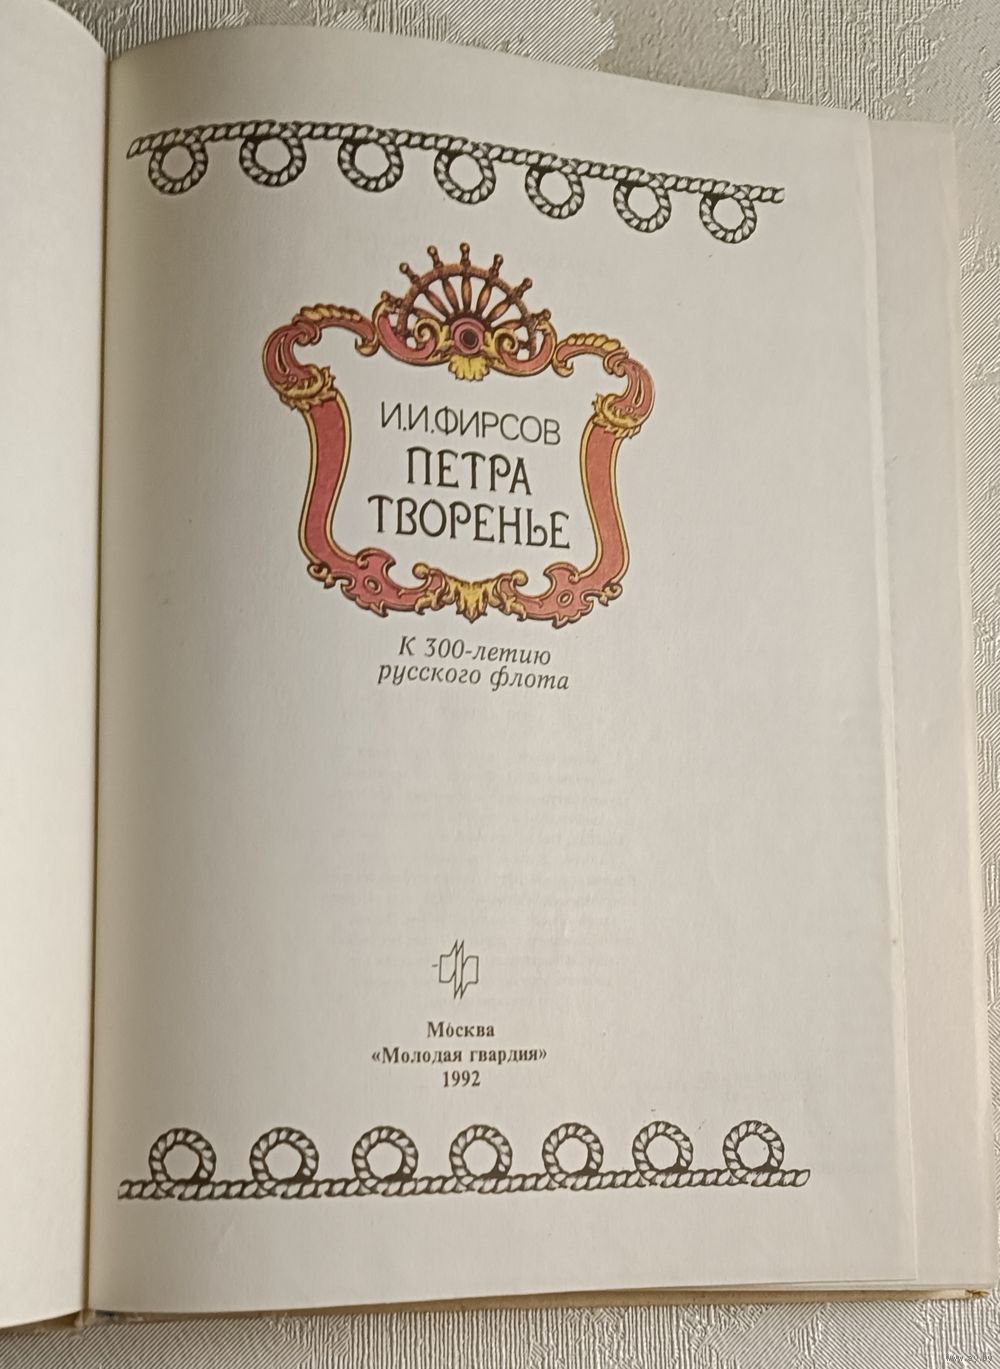 И.И.ФИРСОВ
ПЕТРА
ТВОРЕНЬЕ
К 300-летию
русского флота
Москва
«Молодая гвардия»
1992